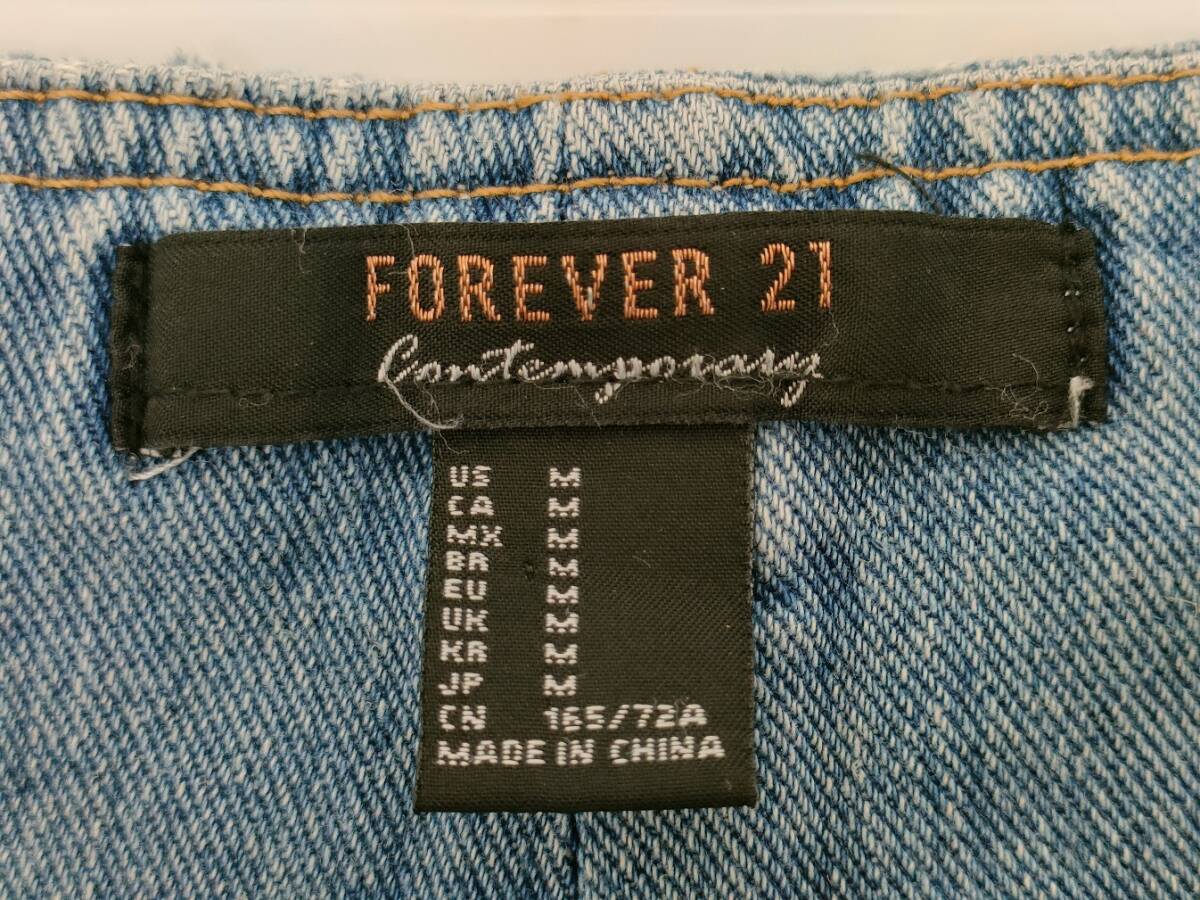 FOREVER 21
Contemporary
US M
CA M
MX M
BR M
EU M
UK M
KR M
JP M
CN 165/72A
MADE IN CHINA